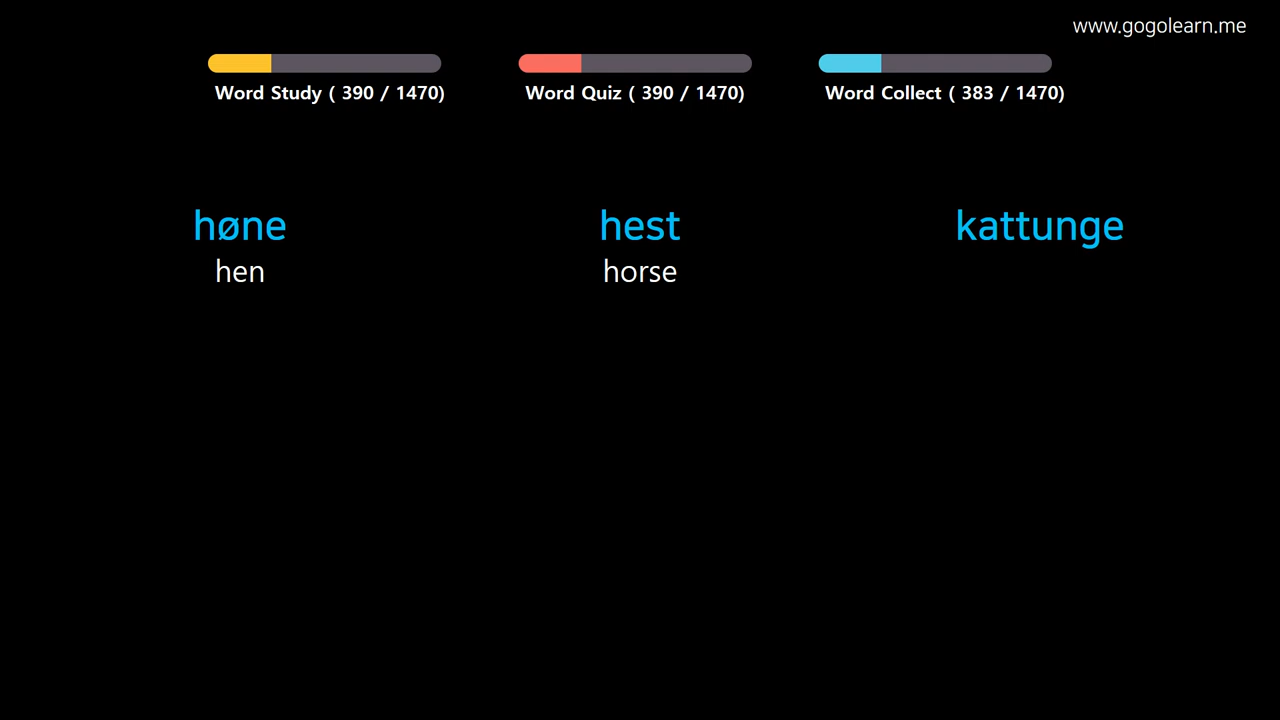 www.gogolearn.me
Word Study ( 390 / 1470)
Word Quiz ( 390 / 1470)
Word Collect ( 383 / 1470)
høne
hen
hest
horse
kattunge